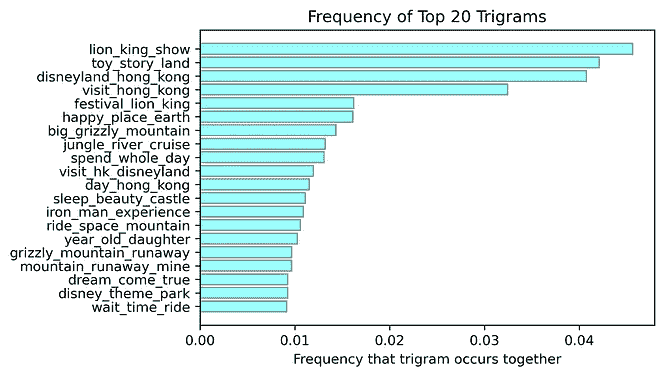 Frequency of Top 20 Trigrams
lion_king_show
toy_story_land
disneyland_hong_kong
visit_hong_kong
festival_lion_king
happy_place_earth
big_grizzly_mountain
jungle_river_cruise
spend_whole_day
visit_hk_disneyland
day_hong_kong
sleep_beauty_castle
iron_man_experience
ride_space_mountain
year_old_daughter
grizzly_mountain_runaway
mountain_runaway_mine
dream_come_true
disney_theme_park
wait_time_ride
0.00 0.01 0.02 0.03 0.04
Frequency that trigram occurs together